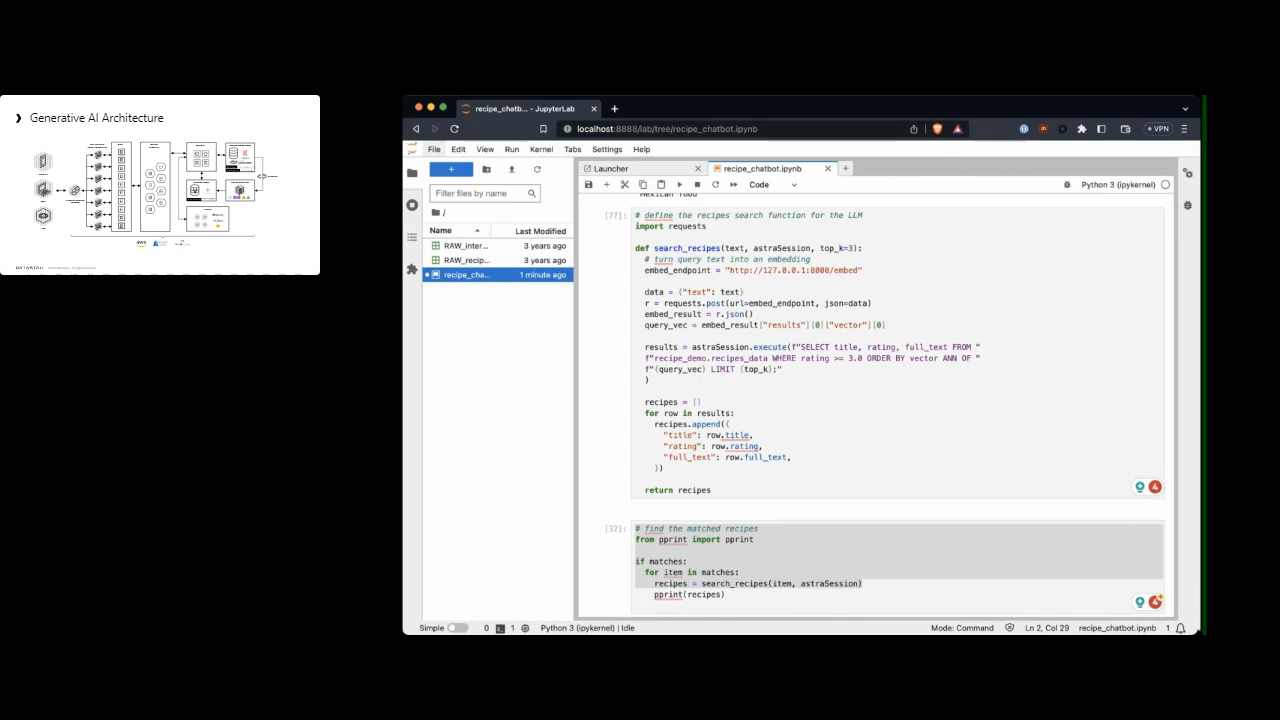 ❯ Generative AI Architecture
aws
recipe_chatb... - JupyterLab
localhost:8888/lab/tree/recipe_chatbot.ipynb
VPN
File Edit View Run Kernel Tabs Settings Help
Launcher
recipe_chatbot.ipynb
Filter files by name
Code
Python 3 (ipykernel)
/
Name Last Modified
RAW_inter... 3 years ago
RAW_recip... 3 years ago
recipe_cha... 1 minute ago
mexican food
[77]:
# define the recipes search function for the LLM
import requests
def search_recipes(text, astraSession, top_k=3):
# turn query text into an embedding
embed_endpoint = "http://127.0.0.1:8000/embed"
data = {"text": text}
r = requests.post(url=embed_endpoint, json=data)
embed_result = r.json()
query_vec = embed_result["results"][0]["vector"][0]
results = astraSession.execute(f"SELECT title, rating, full_text FROM "
f"recipe_demo.recipes_data WHERE rating >= 3.0 ORDER BY vector ANN OF "
f"{query_vec} LIMIT {top_k};"
)
recipes = []
for row in results:
recipes.append({
"title": row.title,
"rating": row.rating,
"full_text": row.full_text,
})
return recipes
4
[32]:
# find the matched recipes
from pprint import pprint
if matches:
for item in matches:
recipes = search_recipes(item, astraSession)
pprint(recipes)
4
Simple 0 1 Python 3 (ipykernel) | Idle Mode: Command Ln 2, Col 29 recipe_chatbot.ipynb 1